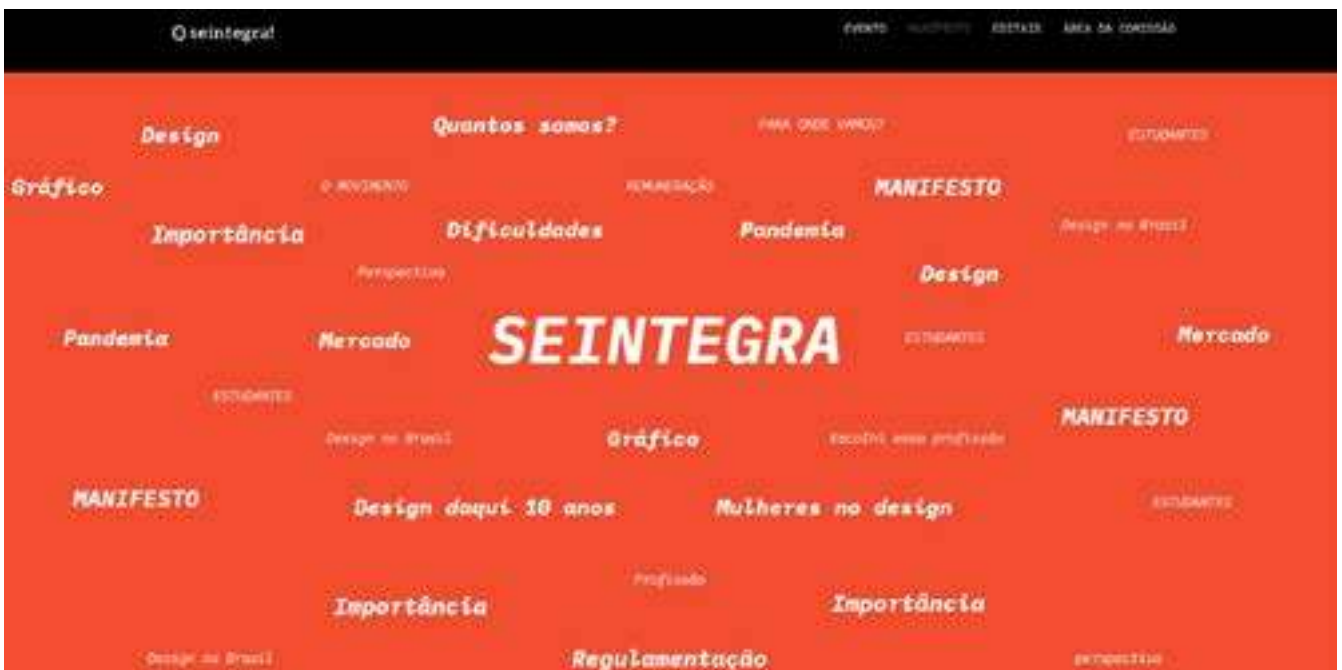 seintegra!
EVENTO MANIFESTO EDITAIS ÁREA DA COMISSÃO
Quantos somos?
PARA ONDE VAMOS?
Design
ESTUDANTES
Gráfico
O MOVIMENTO
REMUNERAÇÃO
MANIFESTO
Importância
Dificuldades
Pandemia
Design no Brasil
Perspectiva
Design
SEINTEGRA
Pandemia
Mercado
ESTUDANTES
Mercado
ESTUDANTES
MANIFESTO
Design no Brasil
Gráfico
Escolhi essa profissão
MANIFESTO
Design daqui 10 anos
Mulheres no design
ESTUDANTES
Profissão
Importância
Importância
Design no Brasil
Regulamentação
perspectiva